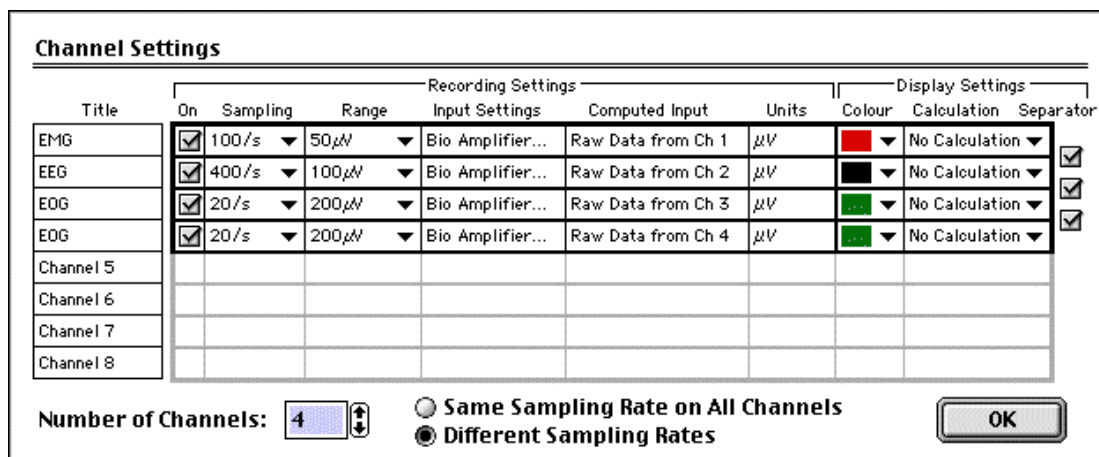 Channel Settings
Recording Settings Display Settings
Title On Sampling Range Input Settings Computed Input Units Colour Calculation Separator
EMG 100/s 50µV Bio Amplifier... Raw Data from Ch 1 µV No Calculation
EEG 400/s 100µV Bio Amplifier... Raw Data from Ch 2 µV No Calculation
EOG 20/s 200µV Bio Amplifier... Raw Data from Ch 3 µV ... No Calculation
EOG 20/s 200µV Bio Amplifier... Raw Data from Ch 4 µV ... No Calculation
Channel 5
Channel 6
Channel 7
Channel 8
Number of Channels: 4
Same Sampling Rate on All Channels
Different Sampling Rates
OK